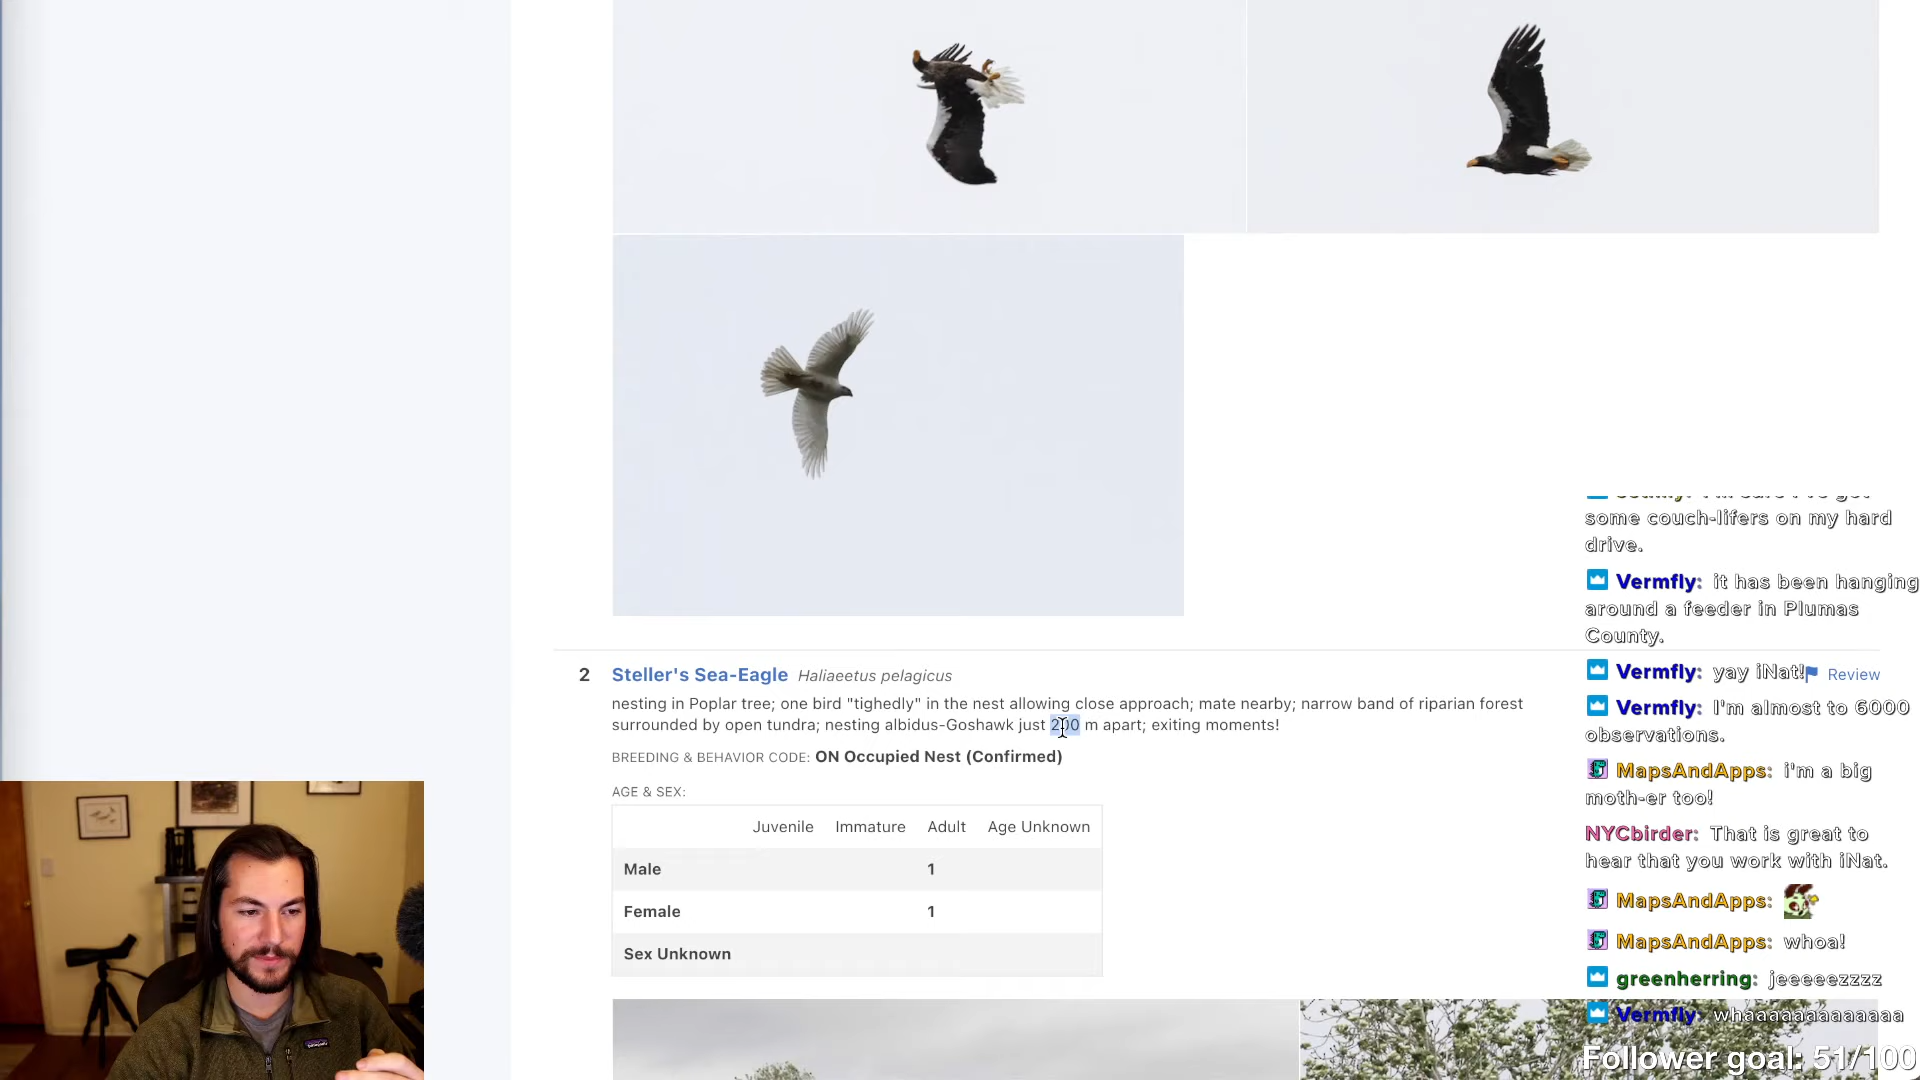 2 Steller's Sea-Eagle Haliaeetus pelagicus
nesting in Poplar tree; one bird "tighedly" in the nest allowing close approach; mate nearby; narrow band of riparian forest
surrounded by open tundra; nesting albidus-Goshawk just 200 m apart; exiting moments!
BREEDING & BEHAVIOR CODE: ON Occupied Nest (Confirmed)
AGE & SEX:
Juvenile Immature Adult Age Unknown
Male 1
Female 1
Sex Unknown
Review
some couch-lifers on my hard
drive.
Vermfly: it has been hanging
around a feeder in Plumas
County.
Vermfly: yay iNat!
Vermfly: I'm almost to 6000
observations.
MapsAndApps: i'm a big
moth-er too!
NYCbirder: That is great to
hear that you work with iNat.
MapsAndApps:
MapsAndApps: whoa!
greenherring: jeeeeezzzz
Vermfly: whaaaaaaaaaaaaa
Follower goal: 51/100